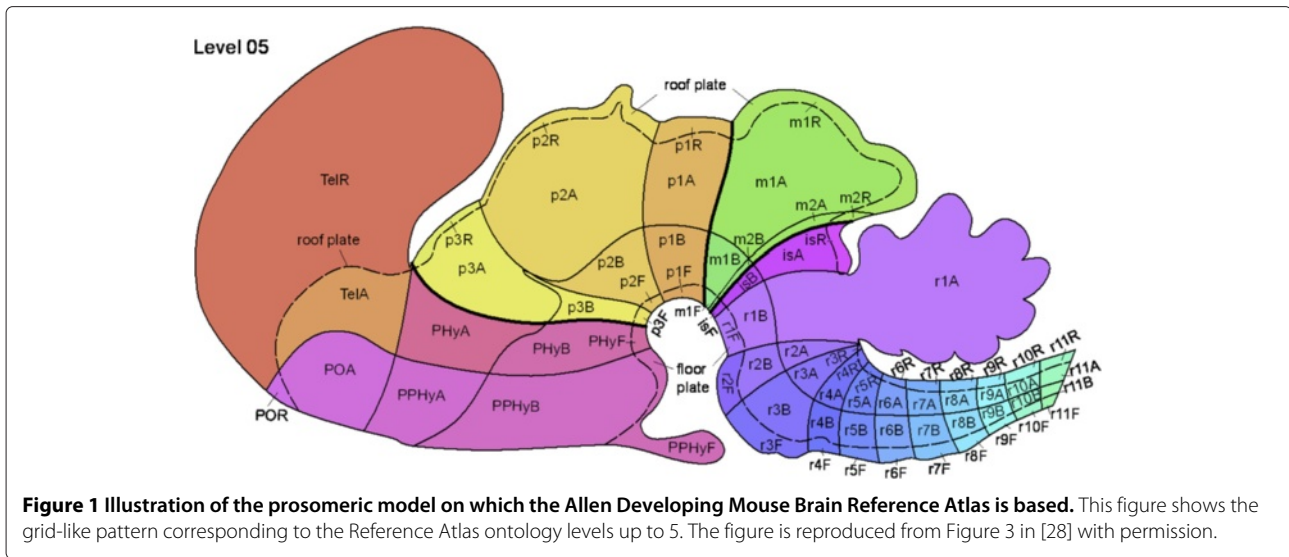 Level 05
roof plate
m1R
p2R
p1R
TelR
p2A
p1A
m1A
m2A
m2R
roof plate
p3R
p3A
p2B
p1B
m1B
m2B
isR
isA
isB
p2F
p1F
r1A
TelA
p3B
p3F
m1F
isF
r1F
r1B
PHyA
PHyB
PHyF
floor
plate
r2F
r2B
r2A
r3R
r3A
r4R
r5R
r6R
r7R
r8R
r9R
r10R
r11R
POA
PPHyA
PPHyB
POR
r3B
r4A
r5A
r6A
r7A
r8A
r9A
r10A
r11A
r4B
r5B
r6B
r7B
r8B
r9B
r10B
r11B
PPHyF
r3F
r4F
r5F
r6F
r7F
r8F
r9F
r10F
r11F
Figure 1 Illustration of the prosomeric model on which the Allen Developing Mouse Brain Reference Atlas is based. This figure shows the
grid-like pattern corresponding to the Reference Atlas ontology levels up to 5. The figure is reproduced from Figure 3 in [28] with permission.